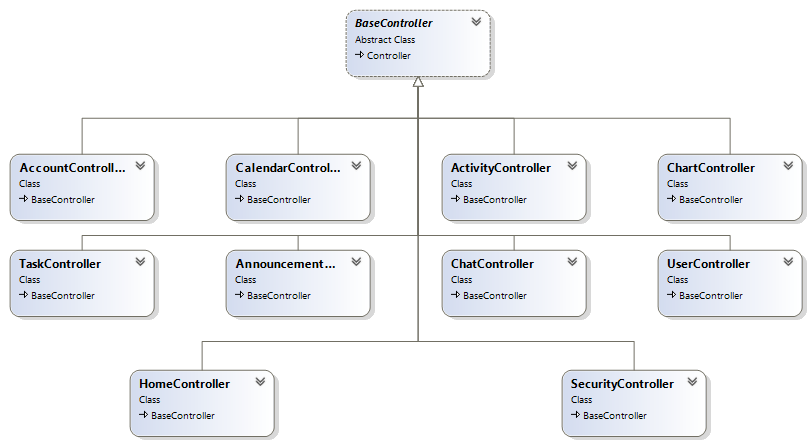 BaseController
Abstract Class
Controller
AccountControll...
Class
BaseController
CalendarControl...
Class
BaseController
ActivityController
Class
BaseController
ChartController
Class
BaseController
TaskController
Class
BaseController
Announcement...
Class
BaseController
ChatController
Class
BaseController
UserController
Class
BaseController
HomeController
Class
BaseController
SecurityController
Class
BaseController